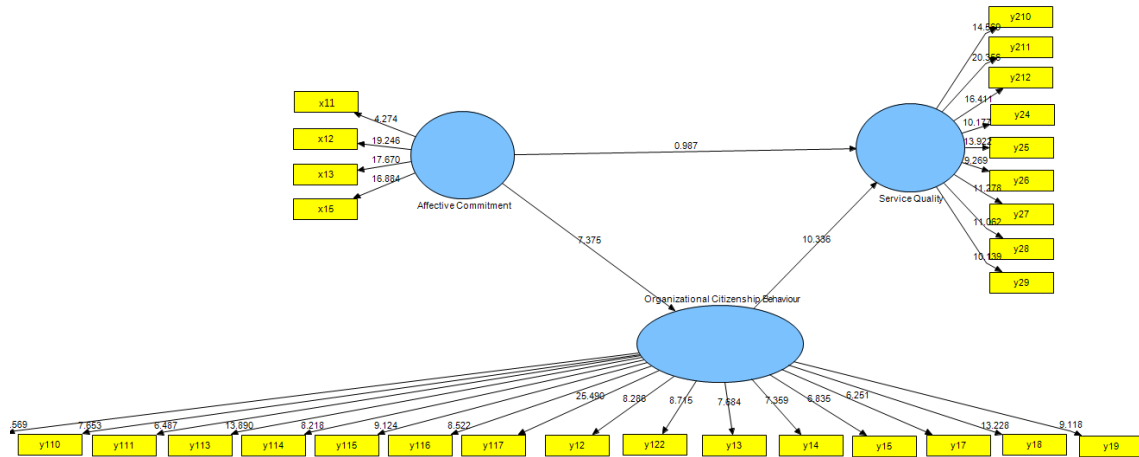 y210
14.560
y211
20.356
y212
16.411
y24
10.177
y25
13.922
y26
9.269
y27
11.278
y28
11.062
y29
10.139
Service Quality
x11
4.274
x12
19.246
x13
17.670
x15
16.884
Affective Commitment
0.987
7.375
10.336
Organizational Citizenship Behaviour
.569
7.653
6.487
13.890
8.218
9.124
8.522
25.490
8.286
8.715
7.684
7.359
6.835
6.251
13.228
9.118
y110
y111
y113
y114
y115
y116
y117
y12
y122
y13
y14
y15
y17
y18
y19